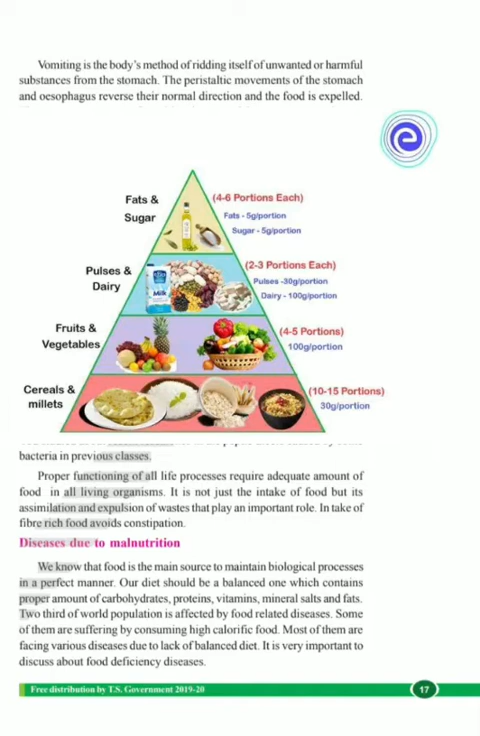 Vomiting is the body's method of ridding itself of unwanted or harmful
substances from the stomach. The peristaltic movements of the stomach
and oesophagus reverse their normal direction and the food is expelled.
Fats &
Sugar
(4-6 Portions Each)
Fats - 5g/portion
Sugar - 5g/portion
Pulses &
Dairy
Milk
(2-3 Portions Each)
Pulses -30g/portion
Dairy - 100g/portion
Fruits &
Vegetables
(4-5 Portions)
100g/portion
Cereals &
millets
(10-15 Portions)
30g/portion
bacteria in previous classes.
Proper functioning of all life processes require adequate amount of
food in all living organisms. It is not just the intake of food but its
assimilation and expulsion of wastes that play an important role. In take of
fibre rich food avoids constipation.
Diseases due to malnutrition
We know that food is the main source to maintain biological processes
in a perfect manner. Our diet should be a balanced one which contains
proper amount of carbohydrates, proteins, vitamins, mineral salts and fats.
Two third of world population is affected by food related diseases. Some
of them are suffering by consuming high calorific food. Most of them are
facing various diseases due to lack of balanced diet. It is very important to
discuss about food deficiency diseases.
Free distribution by T.S. Government 2019-20
17